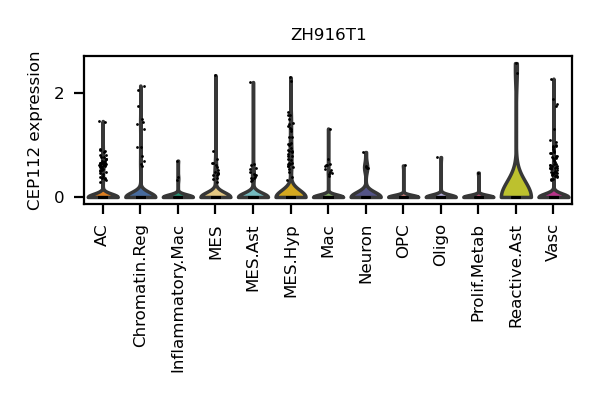 ZH916T1
CEP112 expression
2
0
AC
Chromatin.Reg
Inflammatory.Mac
MES
MES.Ast
MES.Hyp
Mac
Neuron
OPC
Oligo
Prolif.Metab
Reactive.Ast
Vasc